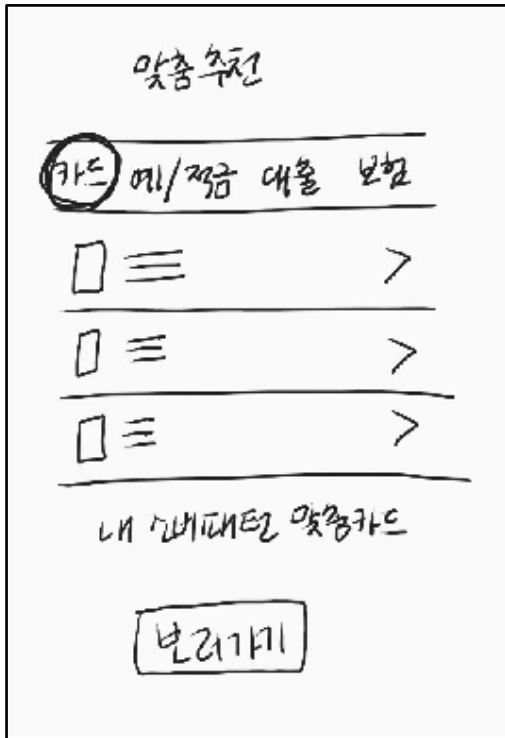 맞춤추천
카드 예/적금 대출 보험
>
>
>
내 소비패턴 맞춤카드
보러가기